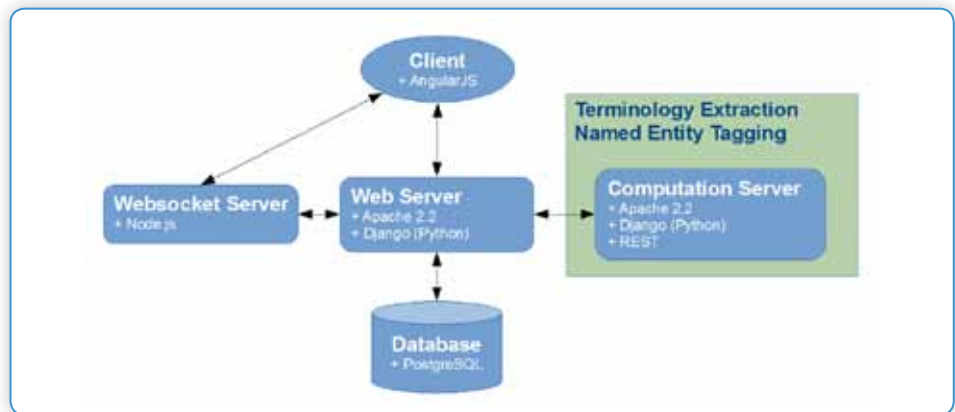 Client
+ AngularJS
Terminology Extraction
Named Entity Tagging
Websocket Server
+ Node.js
Web Server
+ Apache 2.2
+ Django (Python)
Computation Server
+ Apache 2.2
+ Django (Python)
+ REST
Database
+ PostgreSQL